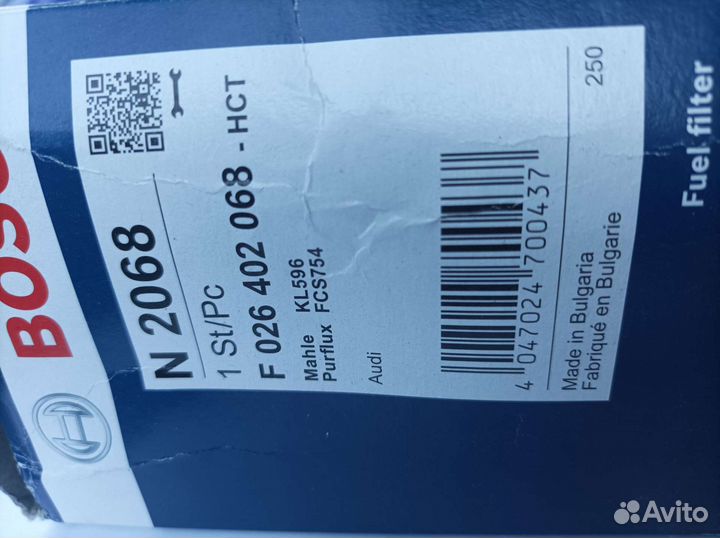 BOSC
N 2068
1 St/Pc
F 026 402 068 - HCT
Mahle KL596
Purflux FCS754
Audi
4 047024 700437
Made in Bulgaria
Fabriqué en Bulgarie
250
Fuel filter
Avito